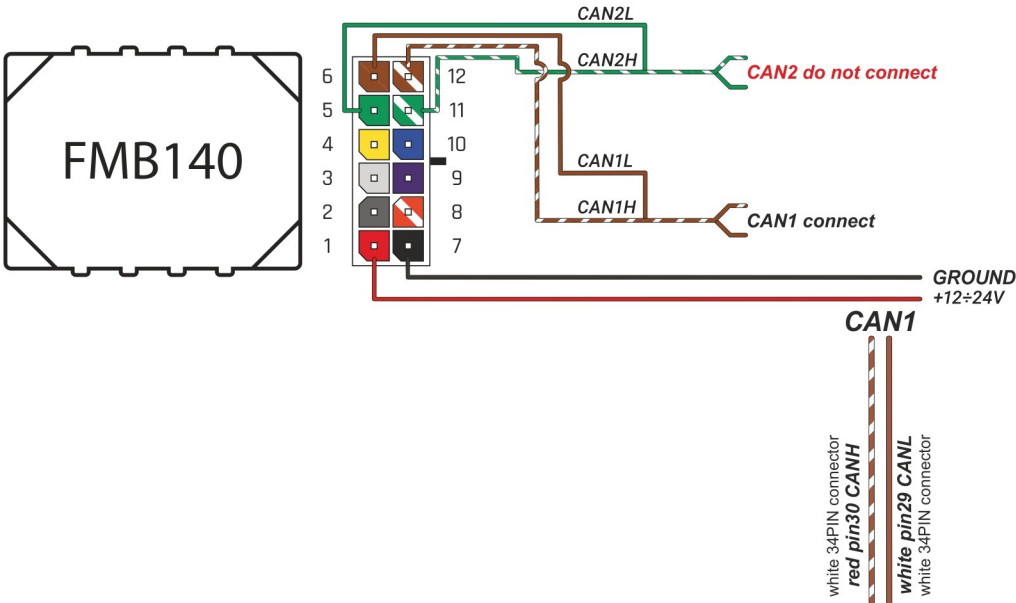 CAN2L
CAN2H
CAN2 do not connect
FMB140
6
12
5
11
4
10
3
9
2
8
1
7
CAN1L
CAN1H
CAN1 connect
GROUND
+12÷24V
CAN1
white 34PIN connector
red pin30 CANH
white pin29 CANL
white 34PIN connector